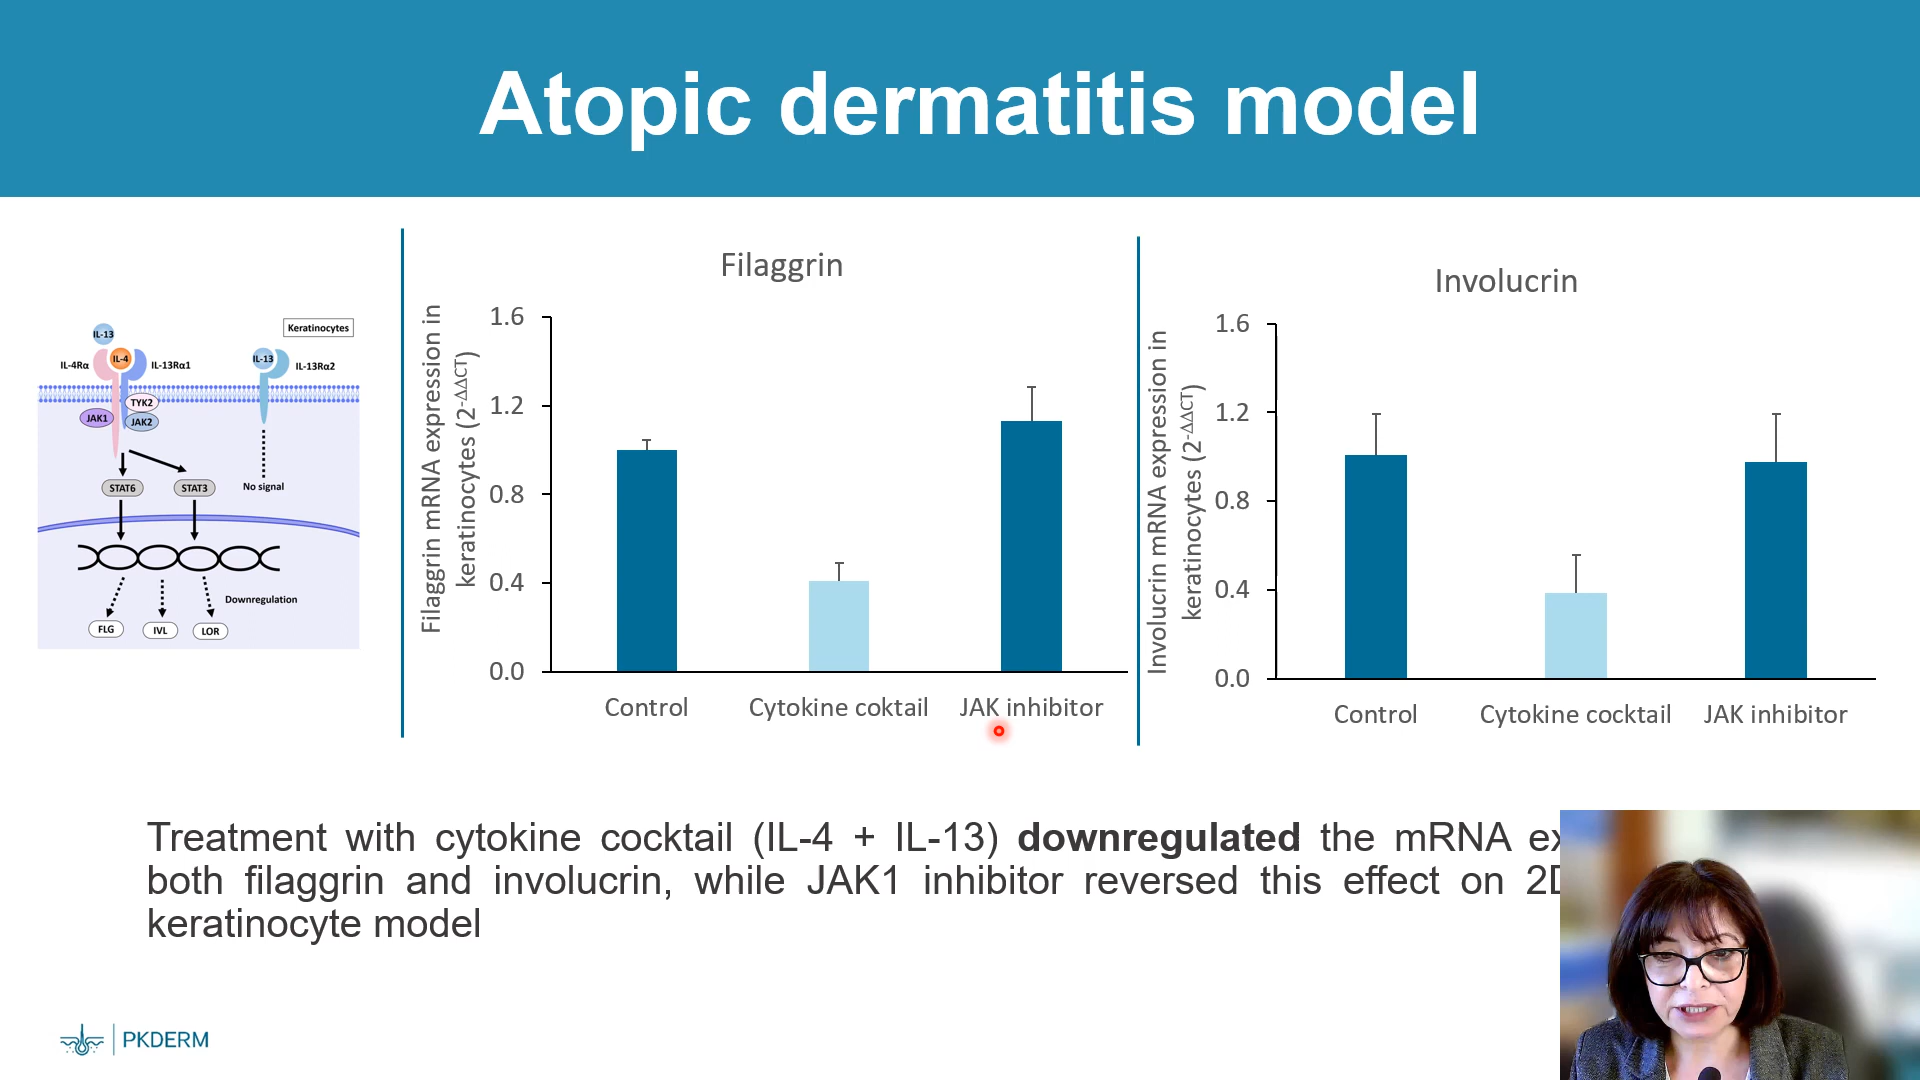 Atopic dermatitis model
IL-13
Keratinocytes
IL-4Rα
IL-4
IL-13Rα1
IL-13
IL-13Rα2
TYK2
JAK1
JAK2
STAT6
STAT3
No signal
Downregulation
FLG
IVL
LOR
Filaggrin
Filaggrin mRNA expression in
keratinocytes (2^-ΔΔCT)
1.6
1.2
0.8
0.4
0.0
Control
Cytokine coktail
JAK inhibitor
Involucrin
Involucrin mRNA expression in
keratinocytes (2^-ΔΔCT)
1.6
1.2
0.8
0.4
0.0
Control
Cytokine cocktail
JAK inhibitor
Treatment with cytokine cocktail (IL-4 + IL-13) downregulated the mRNA
both filaggrin and involucrin, while JAK1 inhibitor reversed this effect on
keratinocyte model
PKDERM